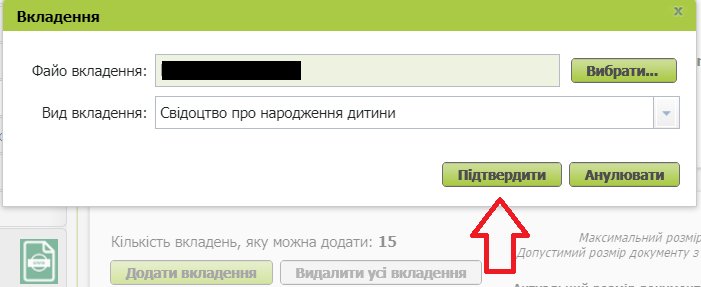 Вкладення
x
Файо вкладення:
Вибрати...
Вид вкладення: Свідоцтво про народження дитини
Підтвердити Анулювати
Кількість вкладень, яку можна додати: 15
Максимальний розмір
Допустимий розмір документу з
Додати вкладення Видалити усі вкладення